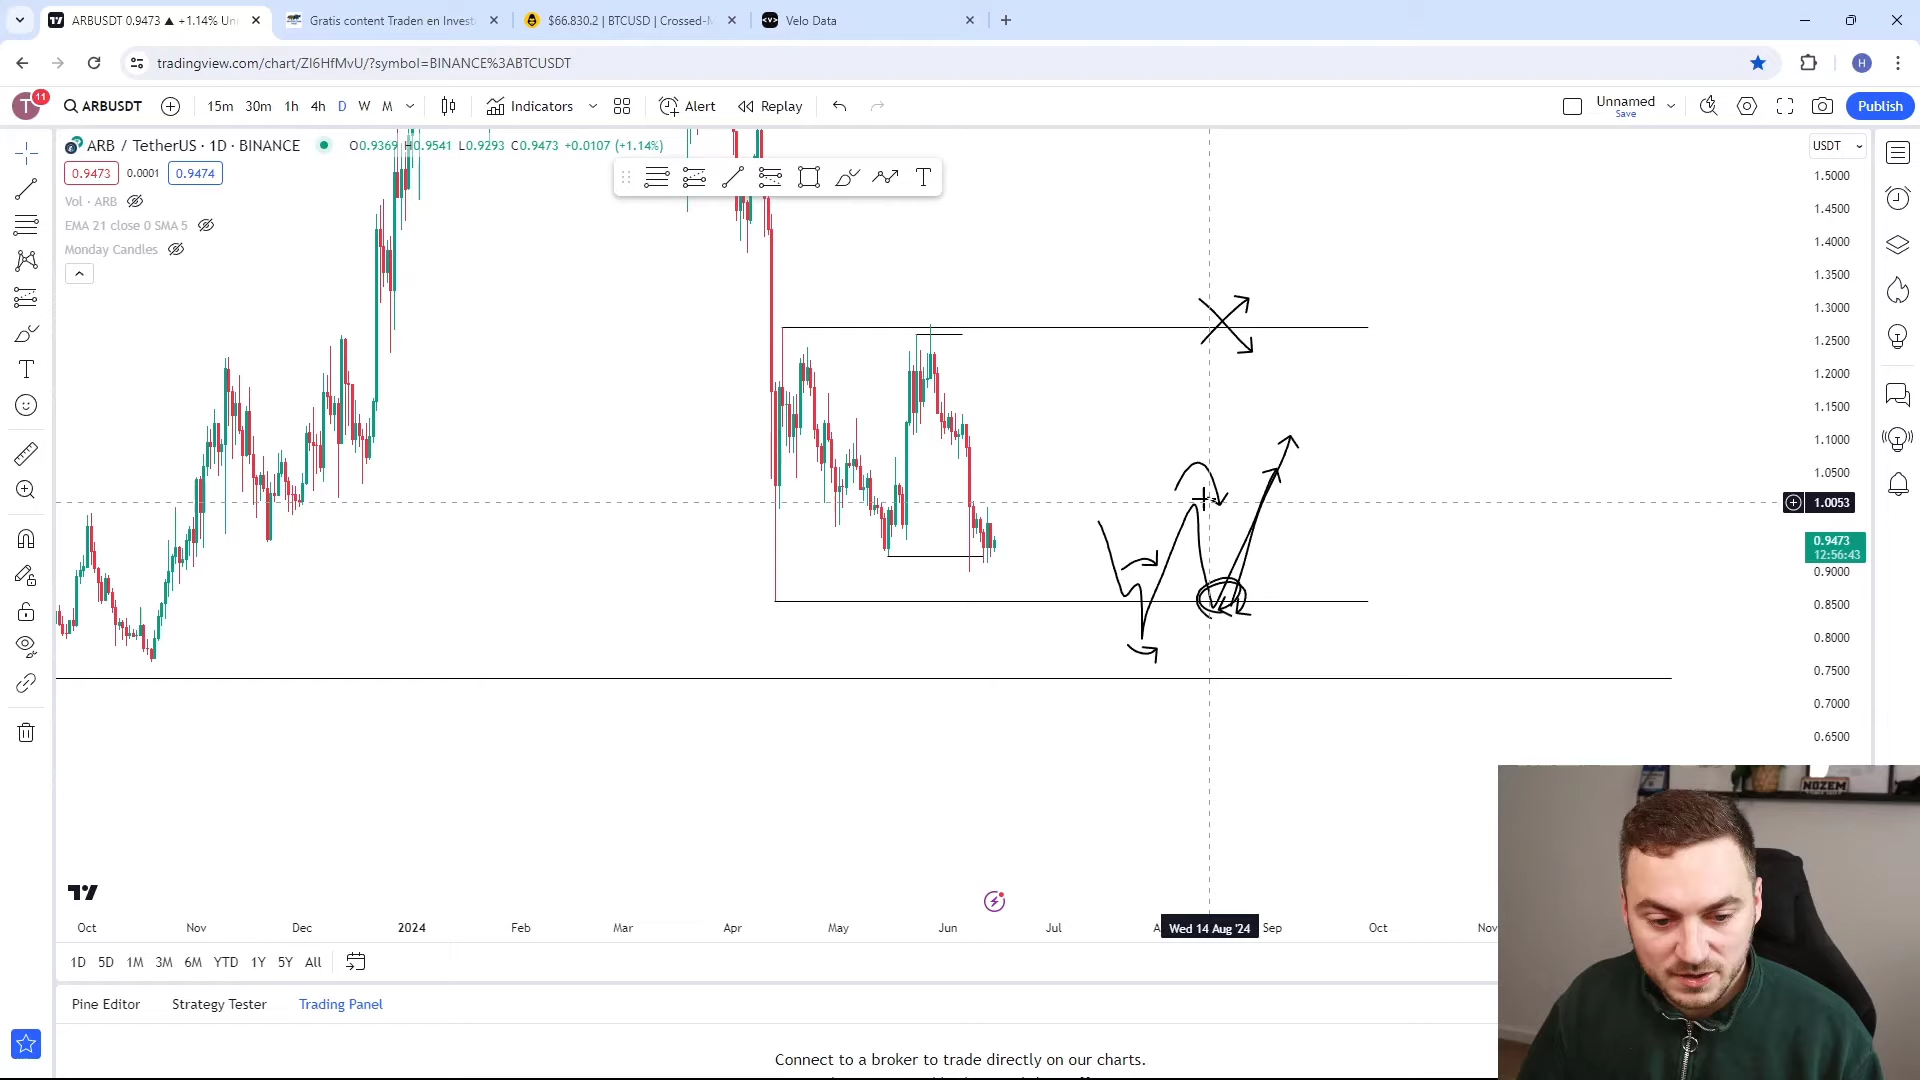 ARBUSDT 0.9473 ▲ +1.14% Un
Gratis content Traden en Invest
$66.830.2 | BTCUSD | Crossed-M
Velo Data
tradingview.com/chart/ZI6HfMvU/?symbol=BINANCE%3ABTCUSDT
H
T
11
ARBUSDT
15m 30m 1h 4h D W M
Indicators
Alert
Replay
Unnamed
Save
Publish
ARB / TetherUS · 1D · BINANCE
O0.9369 H0.9541 L0.9293 C0.9473 +0.0107 (+1.14%)
USDT
0.9473 0.0001 0.9474
Vol · ARB
EMA 21 close 0 SMA 5
Monday Candles
1.5000
1.4500
1.4000
1.3500
1.3000
1.2500
1.2000
1.1500
1.1000
1.0500
1.0053
0.9473
12:56:43
0.9000
0.8500
0.8000
0.7500
0.7000
0.6500
NOZEM
Oct Nov Dec 2024 Feb Mar Apr May Jun Jul A Wed 14 Aug '24 Sep Oct Nov
1D 5D 1M 3M 6M YTD 1Y 5Y All
Pine Editor Strategy Tester Trading Panel
Connect to a broker to trade directly on our charts.